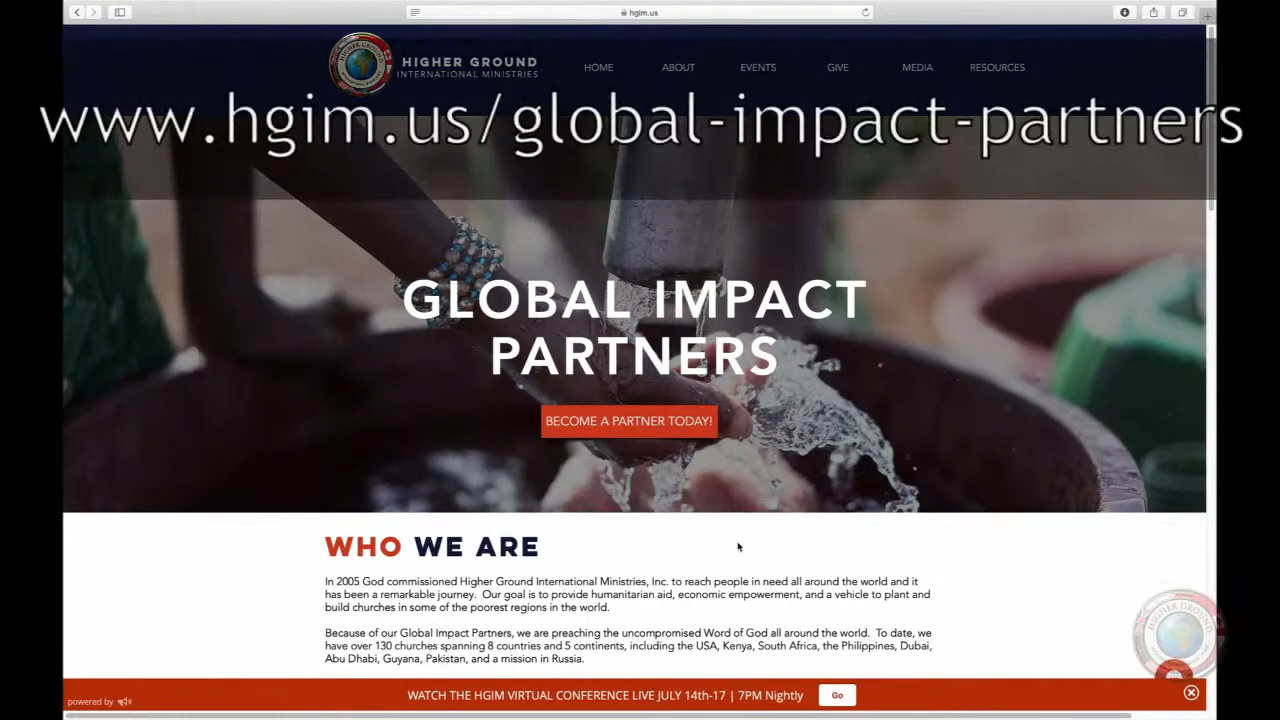 hgim.us
HIGHER GROUND
INTERNATIONAL MINISTRIES
HOME ABOUT EVENTS GIVE MEDIA RESOURCES
www.hgim.us/global-impact-partners
GLOBAL IMPACT
PARTNERS
BECOME A PARTNER TODAY!
WHO WE ARE
In 2005 God commissioned Higher Ground International Ministries, Inc. to reach people in need all around the world and it
has been a remarkable journey.  Our goal is to provide humanitarian aid, economic empowerment, and a vehicle to plant and
build churches in some of the poorest regions in the world.
Because of our Global Impact Partners, we are preaching the uncompromised Word of God all around the world.  To date, we
have over 130 churches spanning 8 countries and 5 continents, including the USA, Kenya, South Africa, the Philippines, Dubai,
Abu Dhabi, Guyana, Pakistan, and a mission in Russia.
HIGHER GROUND
powered by
WATCH THE HGIM VIRTUAL CONFERENCE LIVE JULY 14th-17 | 7PM Nightly
Go